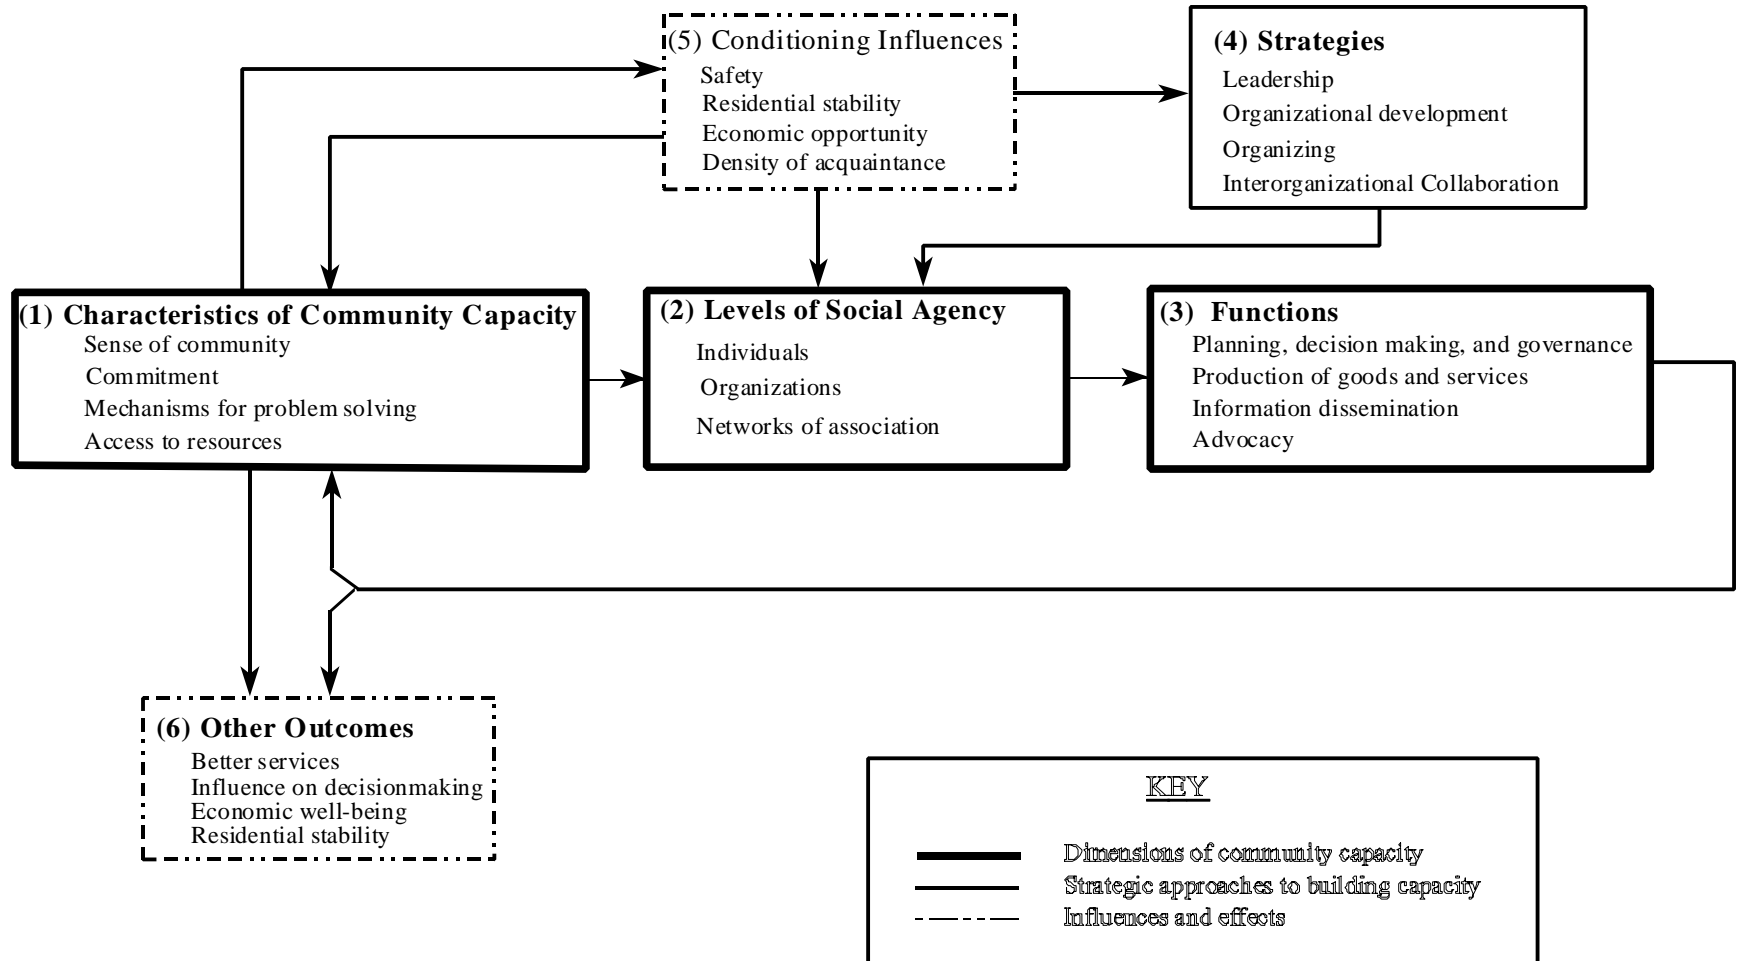 (5) Conditioning Influences
Safety
Residential stability
Economic opportunity
Density of acquaintance
(4) Strategies
Leadership
Organizational development
Organizing
Interorganizational Collaboration
(1) Characteristics of Community Capacity
Sense of community
Commitment
Mechanisms for problem solving
Access to resources
(2) Levels of Social Agency
Individuals
Organizations
Networks of association
(3) Functions
Planning, decision making, and governance
Production of goods and services
Information dissemination
Advocacy
(6) Other Outcomes
Better services
Influence on decisionmaking
Economic well-being
Residential stability
KEY
Dimensions of community capacity
Strategic approaches to building capacity
Influences and effects